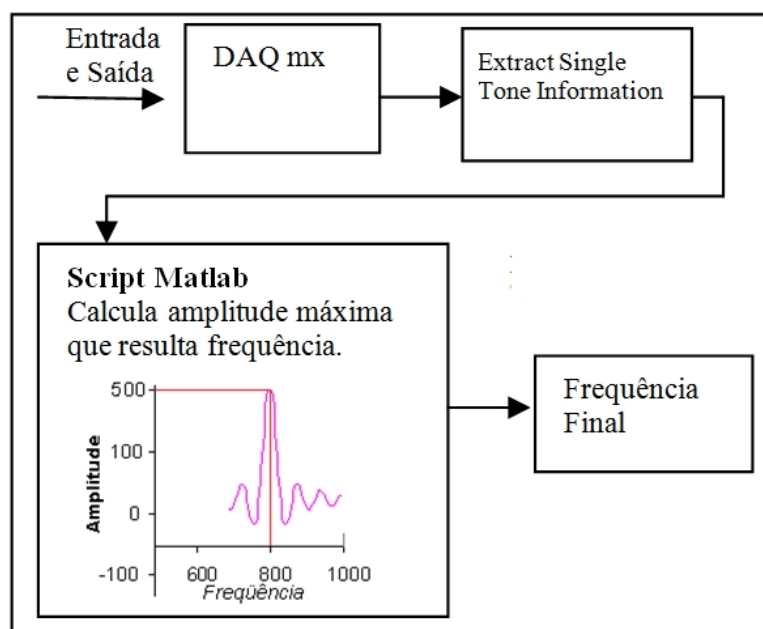 Entrada
e Saída
DAQ mx
Extract Single
Tone Information
Script Matlab
Calcula amplitude máxima
que resulta frequência.
500
100
0
-100
Amplitude
600 800 1000
Freqüência
Frequência
Final